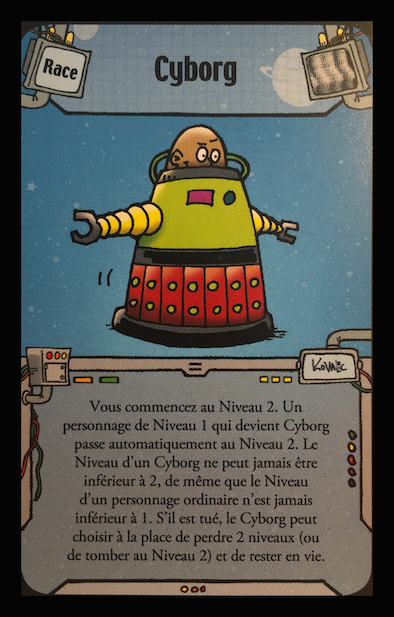 Race
Cyborg
Kovalic
Vous commencez au Niveau 2. Un
personnage de Niveau 1 qui devient Cyborg
passe automatiquement au Niveau 2. Le
Niveau d'un Cyborg ne peut jamais être
inférieur à 2, de même que le Niveau
d'un personnage ordinaire n'est jamais
inférieur à 1. S'il est tué, le Cyborg peut
choisir à la place de perdre 2 niveaux (ou
de tomber au Niveau 2) et de rester en vie.